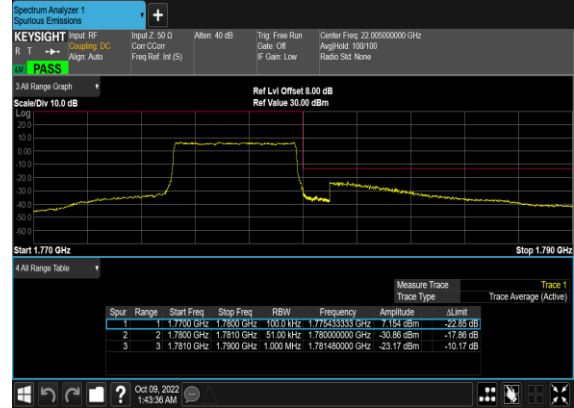 Spectrum Analyzer 1
Spurious Emissions
+
KEYSIGHT Input: RF Input Z: 50 Ω Atten: 40 dB Trig: Free Run Center Freq: 22.005000000 GHz
R T Coupling: DC Corr CCorr Gate: Off Avg|Hold: 100/100
Align: Auto Freq Ref: Int (S) IF Gain: Low Radio Std: None
LXI PASS
3 All Range Graph
Ref Lvl Offset 8.00 dB
Scale/Div 10.0 dB Ref Value 30.00 dBm
Log
20.0
10.0
0.00
-10.0
-20.0
-30.0
-40.0
-50.0
-60.0
Start 1.770 GHz Stop 1.790 GHz
4 All Range Table
Measure Trace Trace 1
Trace Type Trace Average (Active)
Spur Range Start Freq Stop Freq RBW Frequency Amplitude ΔLimit
1 1 1.7700 GHz 1.7800 GHz 100.0 kHz 1.775433333 GHz 7.154 dBm -22.85 dB
2 2 1.7800 GHz 1.7810 GHz 51.00 kHz 1.780000000 GHz -30.86 dBm -17.86 dB
3 3 1.7810 GHz 1.7900 GHz 1.000 MHz 1.781480000 GHz -23.17 dBm -10.17 dB
? Oct 09, 2022
1:43:36 AM